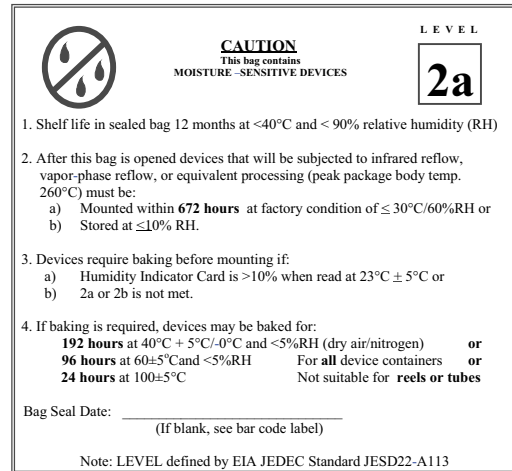 LEVEL
CAUTION
This bag contains
MOISTURE –SENSITIVE DEVICES
2a
1. Shelf life in sealed bag 12 months at <40°C and < 90% relative humidity (RH)
2. After this bag is opened devices that will be subjected to infrared reflow,
vapor-phase reflow, or equivalent processing (peak package body temp.
260°C) must be:
a) Mounted within 672 hours at factory condition of ≤ 30°C/60%RH or
b) Stored at ≤10% RH.
3. Devices require baking before mounting if:
a) Humidity Indicator Card is >10% when read at 23°C ± 5°C or
b) 2a or 2b is not met.
4. If baking is required, devices may be baked for:
192 hours at 40°C + 5°C/-0°C and <5%RH (dry air/nitrogen) or
96 hours at 60±5°Cand <5%RH For all device containers or
24 hours at 100±5°C Not suitable for reels or tubes
Bag Seal Date: ______________________________
(If blank, see bar code label)
Note: LEVEL defined by EIA JEDEC Standard JESD22-A113